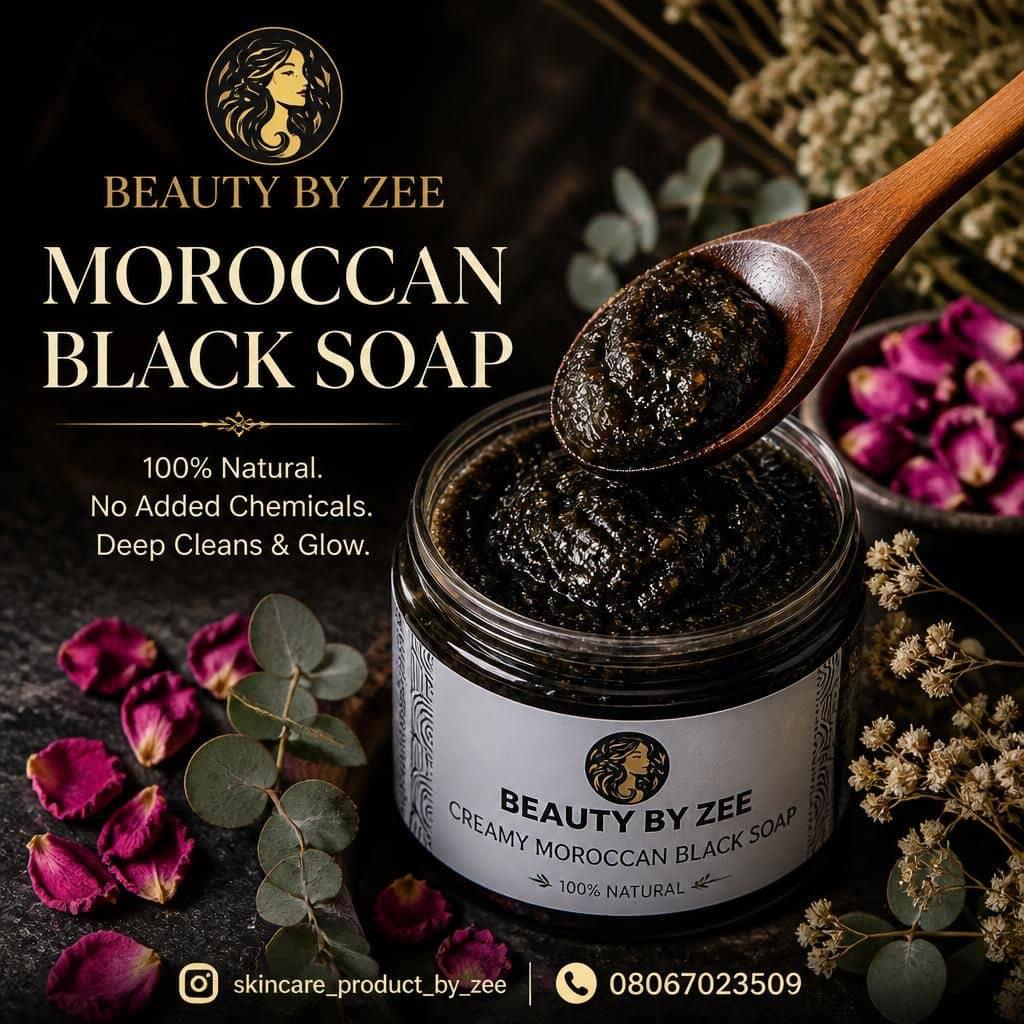 BEAUTY BY ZEE
MOROCCAN
BLACK SOAP
100% Natural.
No Added Chemicals.
Deep Cleans & Glow.
BEAUTY BY ZEE
CREAMY MOROCCAN BLACK SOAP
100% NATURAL
skincare_product_by_zee
08067023509